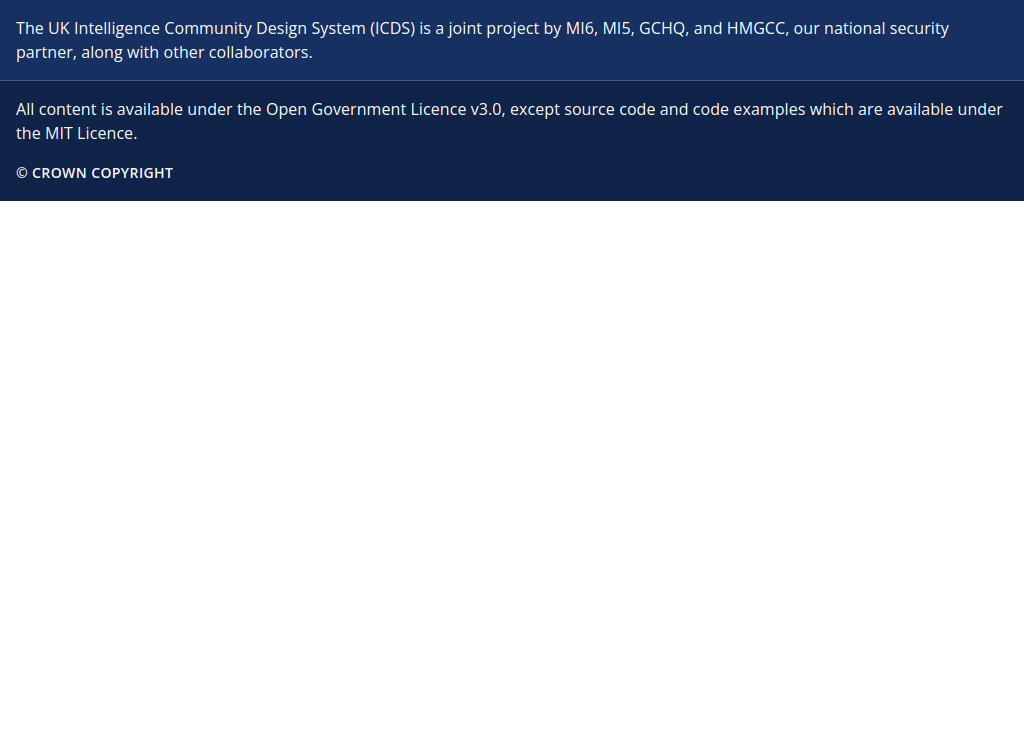 The UK Intelligence Community Design System (ICDS) is a joint project by MI6, MI5, GCHQ, and HMGCC, our national security
partner, along with other collaborators.
All content is available under the Open Government Licence v3.0, except source code and code examples which are available under
the MIT Licence.
© CROWN COPYRIGHT